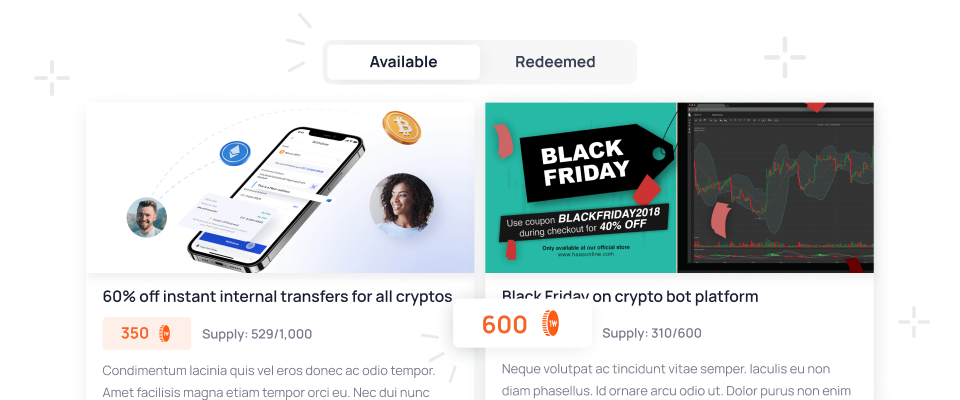 Available
Redeemed
BLACK
FRIDAY
Use coupon BLACKFRIDAY2018
during checkout for 40% OFF
Only available at our official store
www.haasonline.com
60% off instant internal transfers for all cryptos
350
Supply: 529/1,000
Condimentum lacinia quis vel eros donec ac odio tempor.
Amet facilisis magna etiam tempor orci eu. Nec dui nunc
Black Friday on crypto bot platform
600
Supply: 310/600
Neque volutpat ac tincidunt vitae semper. Iaculis eu non
diam phasellus. Id ornare arcu odio ut. Dolor purus non enim